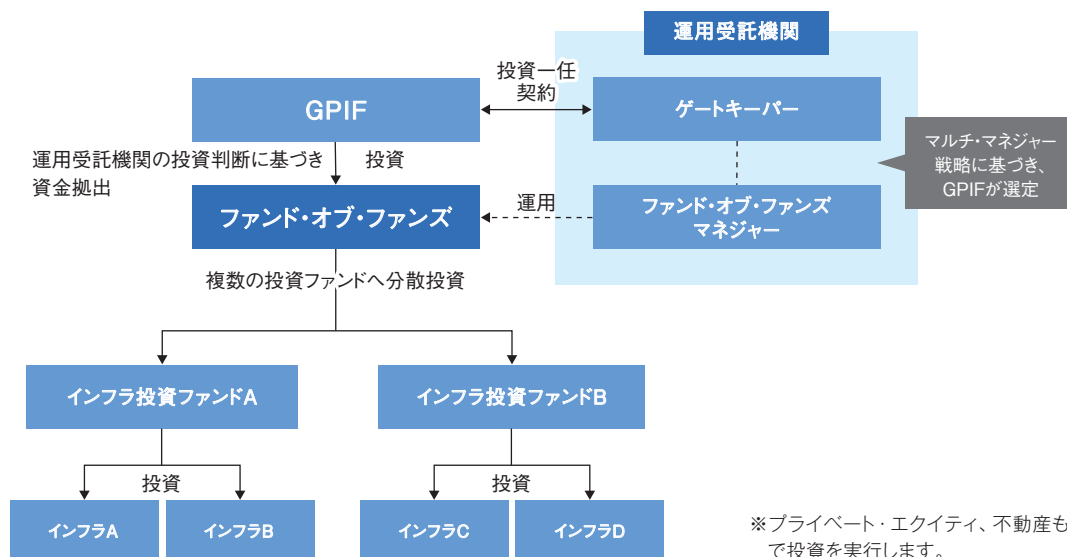 運用受託機関
投資一任
契約
GPIF
ゲートキーパー
マルチ・マネジャー
戦略に基づき、
GPIFが選定
運用受託機関の投資判断に基づき
資金拠出
投資
ファンド・オブ・ファンズ
運用
ファンド・オブ・ファンズ
マネジャー
複数の投資ファンドへ分散投資
インフラ投資ファンドA
インフラ投資ファンドB
投資
投資
インフラA
インフラB
インフラC
インフラD
※プライベート・エクイティ、不動産も
で投資を実行します。